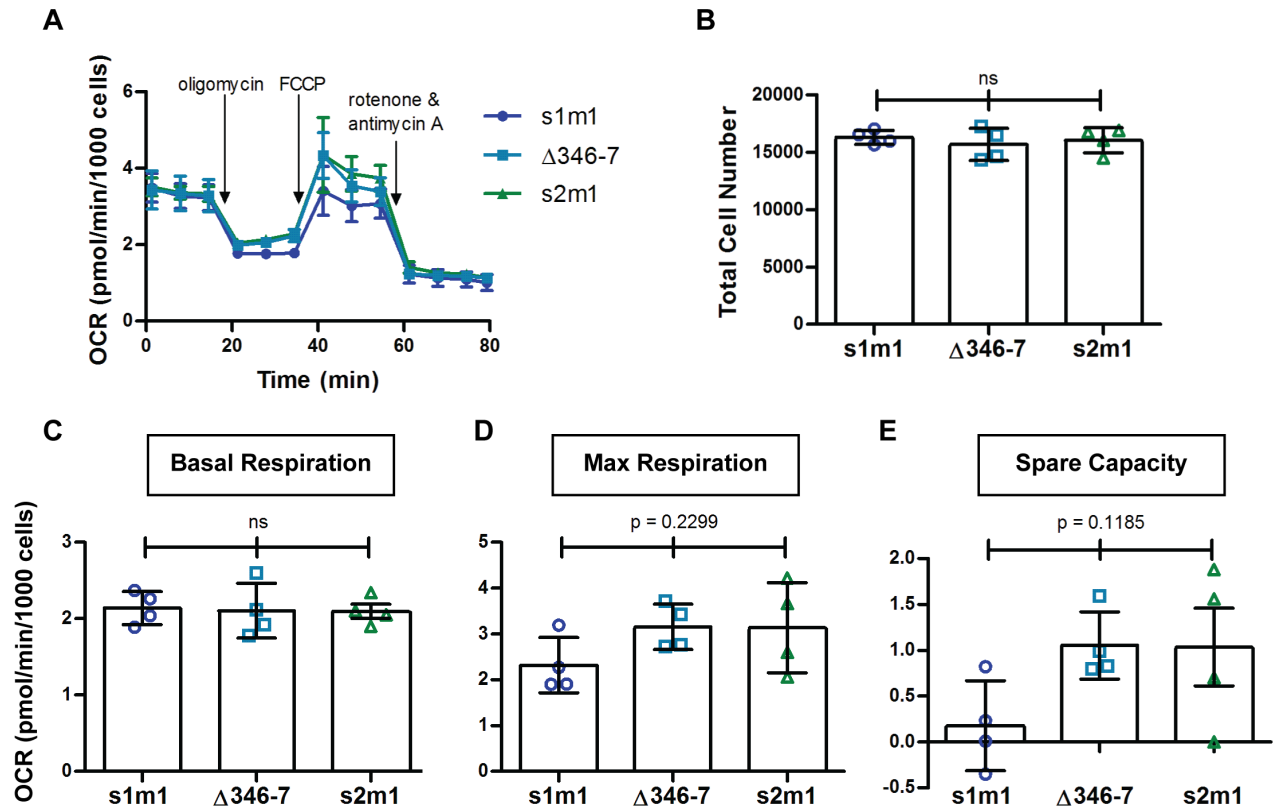 A
oligomycin
FCCP
rotenone &
antimycin A
OCR (pmol/min/1000 cells)
6
4
2
0
0 20 40 60 80
Time (min)
s1m1
Δ346-7
s2m1
B
ns
Total Cell Number
20000
15000
10000
5000
0
s1m1 Δ346-7 s2m1
C
Basal Respiration
ns
OCR (pmol/min/1000 cells)
3
2
1
0
s1m1 Δ346-7 s2m1
D
Max Respiration
p = 0.2299
5
4
3
2
1
0
s1m1 Δ346-7 s2m1
E
Spare Capacity
p = 0.1185
2.0
1.5
1.0
0.5
0.0
-0.5
s1m1 Δ346-7 s2m1